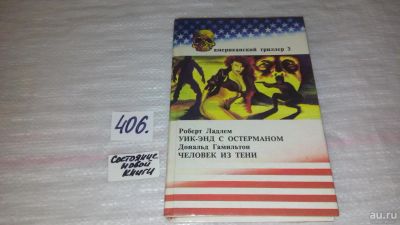 американский триллер 3
406.
Состояние
новой
книги
Роберт Ладлем
УИК-ЭНД С ОСТЕРМАНОМ
Дональд Гамильтон
ЧЕЛОВЕК ИЗ ТЕНИ
au.ru